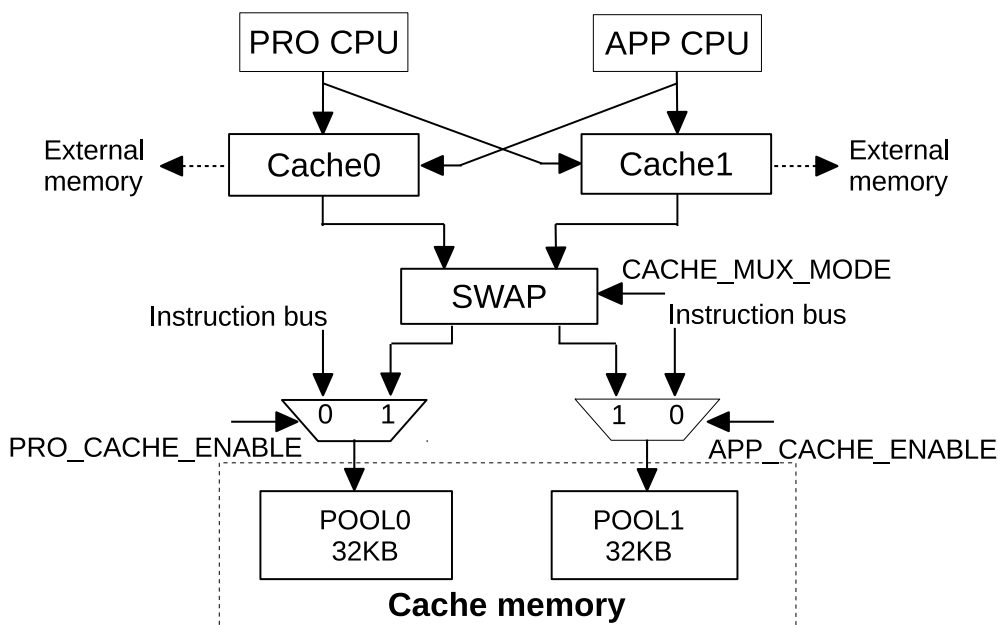 PRO CPU
APP CPU
External
memory
Cache0
Cache1
External
memory
SWAP
CACHE_MUX_MODE
Instruction bus
Instruction bus
0 1
1 0
PRO_CACHE_ENABLE
APP_CACHE_ENABLE
POOL0
32KB
POOL1
32KB
Cache memory